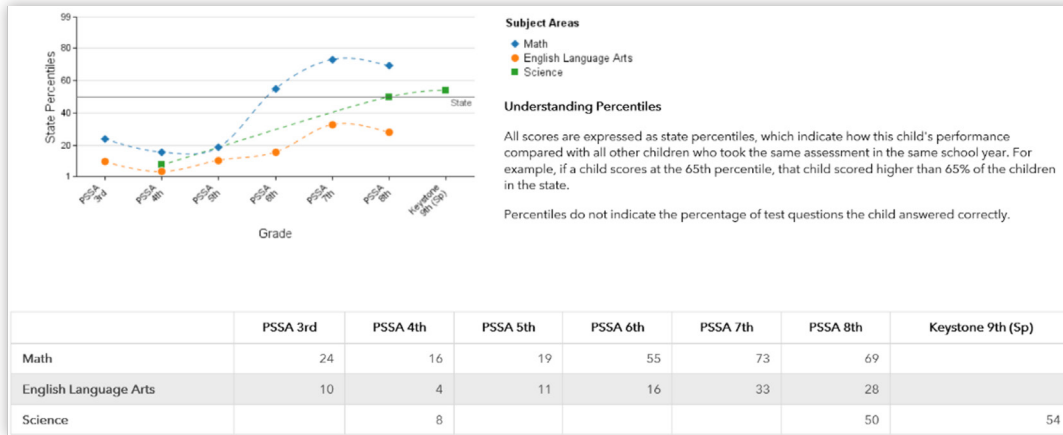 99
80
60
40
20
1
State Percentiles
State
PSSA 3rd
PSSA 4th
PSSA 5th
PSSA 6th
PSSA 7th
PSSA 8th
Keystone 9th (Sp)
Grade
Subject Areas
Math
English Language Arts
Science
Understanding Percentiles
All scores are expressed as state percentiles, which indicate how this child's performance
compared with all other children who took the same assessment in the same school year. For
example, if a child scores at the 65th percentile, that child scored higher than 65% of the children
in the state.
Percentiles do not indicate the percentage of test questions the child answered correctly.
PSSA 3rd PSSA 4th PSSA 5th PSSA 6th PSSA 7th PSSA 8th Keystone 9th (Sp)
Math 24 16 19 55 73 69
English Language Arts 10 4 11 16 33 28
Science 8 50 54